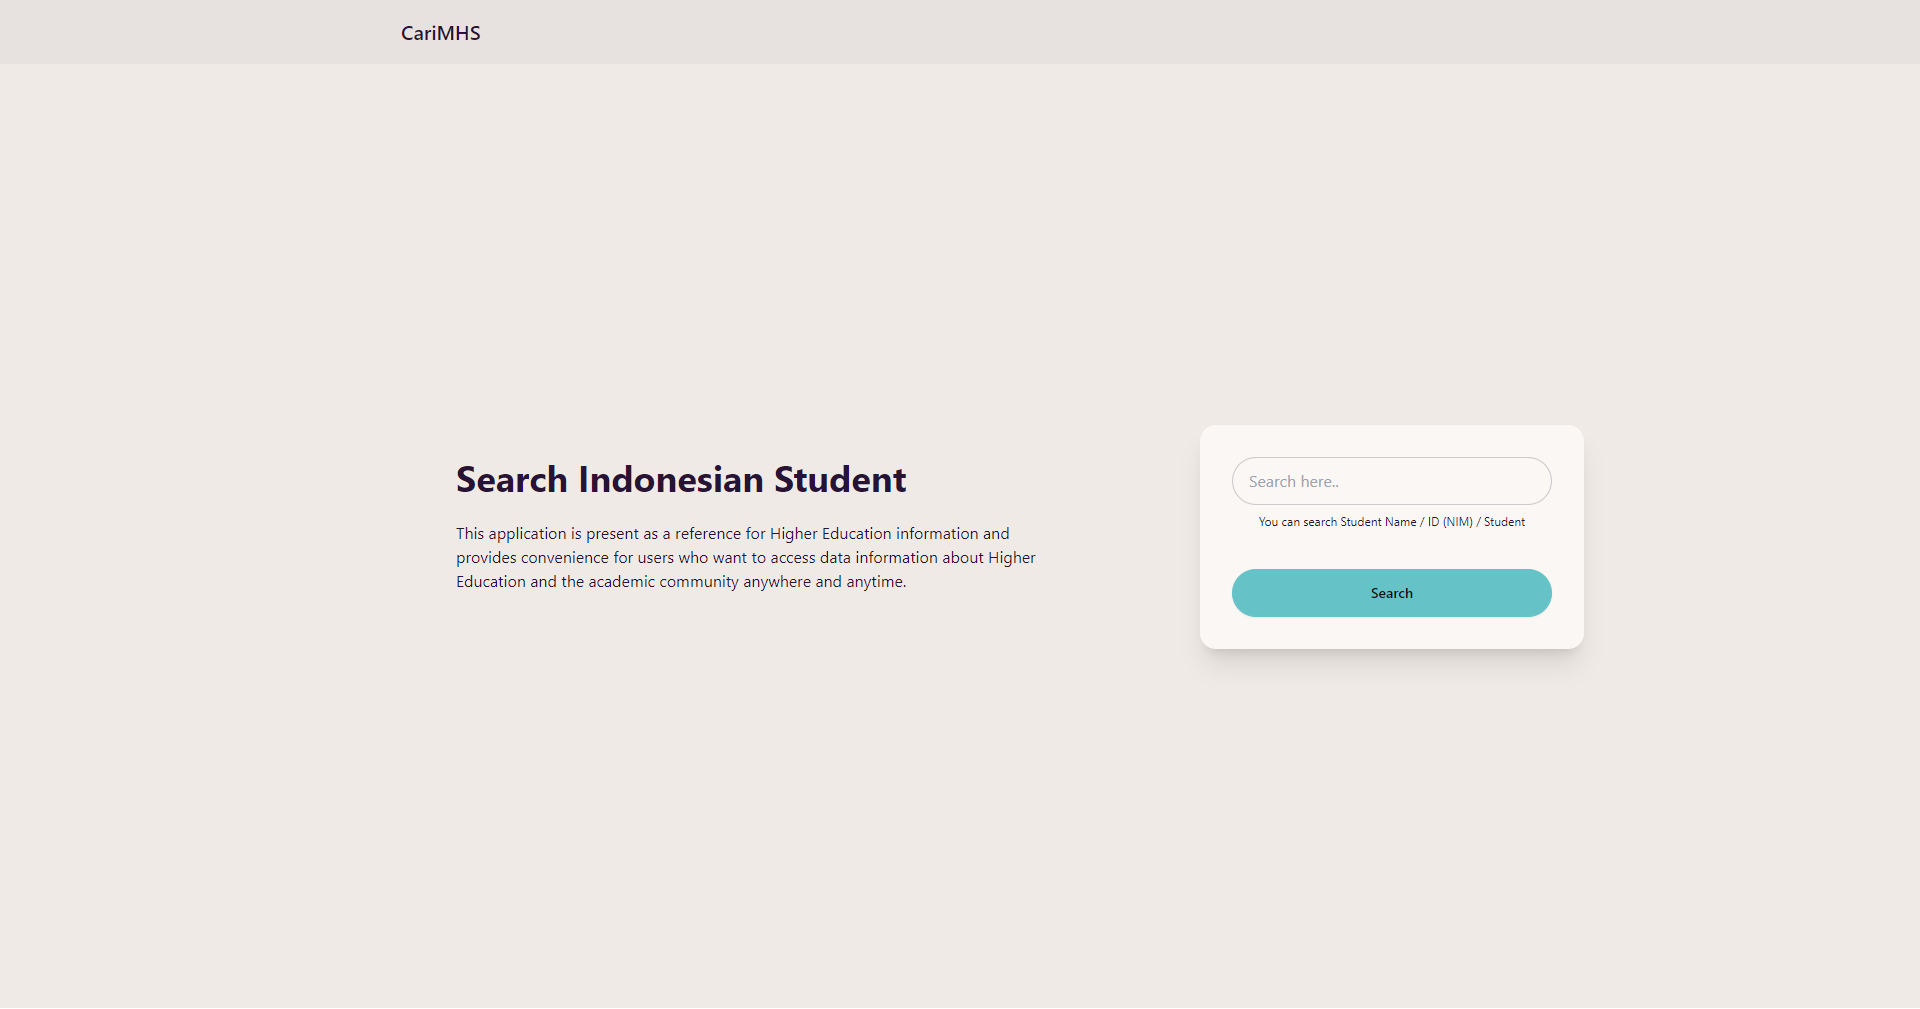 CariMHS
Search Indonesian Student
This application is present as a reference for Higher Education information and
provides convenience for users who want to access data information about Higher
Education and the academic community anywhere and anytime.
Search here..
You can search Student Name / ID (NIM) / Student
Search